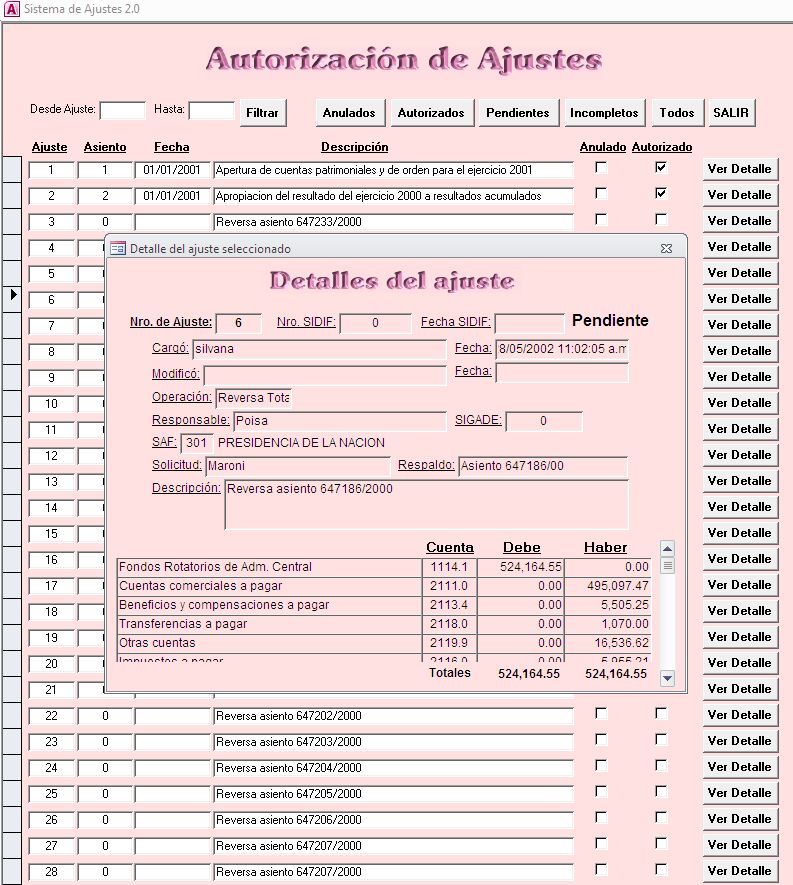 Sistema de Ajustes 2.0
Autorización de Ajustes
Desde Ajuste: Hasta: Filtrar Anulados Autorizados Pendientes Incompletos Todos SALIR
Ajuste Asiento Fecha Descripción Anulado Autorizado
1 1 01/01/2001 Apertura de cuentas patrimoniales y de orden para el ejercicio 2001 Ver Detalle
2 2 01/01/2001 Apropiacion del resultado del ejercicio 2000 a resultados acumulados Ver Detalle
3 0 Reversa asiento 647233/2000 Ver Detalle
4 Ver Detalle
5 Ver Detalle
6 Ver Detalle
7 Ver Detalle
8 Ver Detalle
9 Ver Detalle
10 Ver Detalle
11 Ver Detalle
12 Ver Detalle
13 Ver Detalle
14 Ver Detalle
15 Ver Detalle
16 Ver Detalle
17 Ver Detalle
18 Ver Detalle
19 Ver Detalle
20 Ver Detalle
21 Ver Detalle
22 0 Reversa asiento 647202/2000 Ver Detalle
23 0 Reversa asiento 647203/2000 Ver Detalle
24 0 Reversa asiento 647204/2000 Ver Detalle
25 0 Reversa asiento 647205/2000 Ver Detalle
26 0 Reversa asiento 647206/2000 Ver Detalle
27 0 Reversa asiento 647207/2000 Ver Detalle
28 0 Reversa asiento 647207/2000 Ver Detalle
Detalle del ajuste seleccionado
Detalles del ajuste
Nro. de Ajuste: 6 Nro. SIDIF: 0 Fecha SIDIF: Pendiente
Cargó: silvana Fecha: 8/05/2002 11:02:05 a.m
Modificó: Fecha:
Operación: Reversa Tota
Responsable: Poisa SIGADE: 0
SAF: 301 PRESIDENCIA DE LA NACION
Solicitud: Maroni Respaldo: Asiento 647186/00
Descripción: Reversa asiento 647186/2000
Cuenta Debe Haber
Fondos Rotatorios de Adm. Central 1114.1 524,164.55 0.00
Cuentas comerciales a pagar 2111.0 0.00 495,097.47
Beneficios y compensaciones a pagar 2113.4 0.00 5,505.25
Transferencias a pagar 2118.0 0.00 1,070.00
Otras cuentas 2119.9 0.00 16,536.62
Impuestos a pagar 2116.0 0.00 5,955.21
Totales 524,164.55 524,164.55